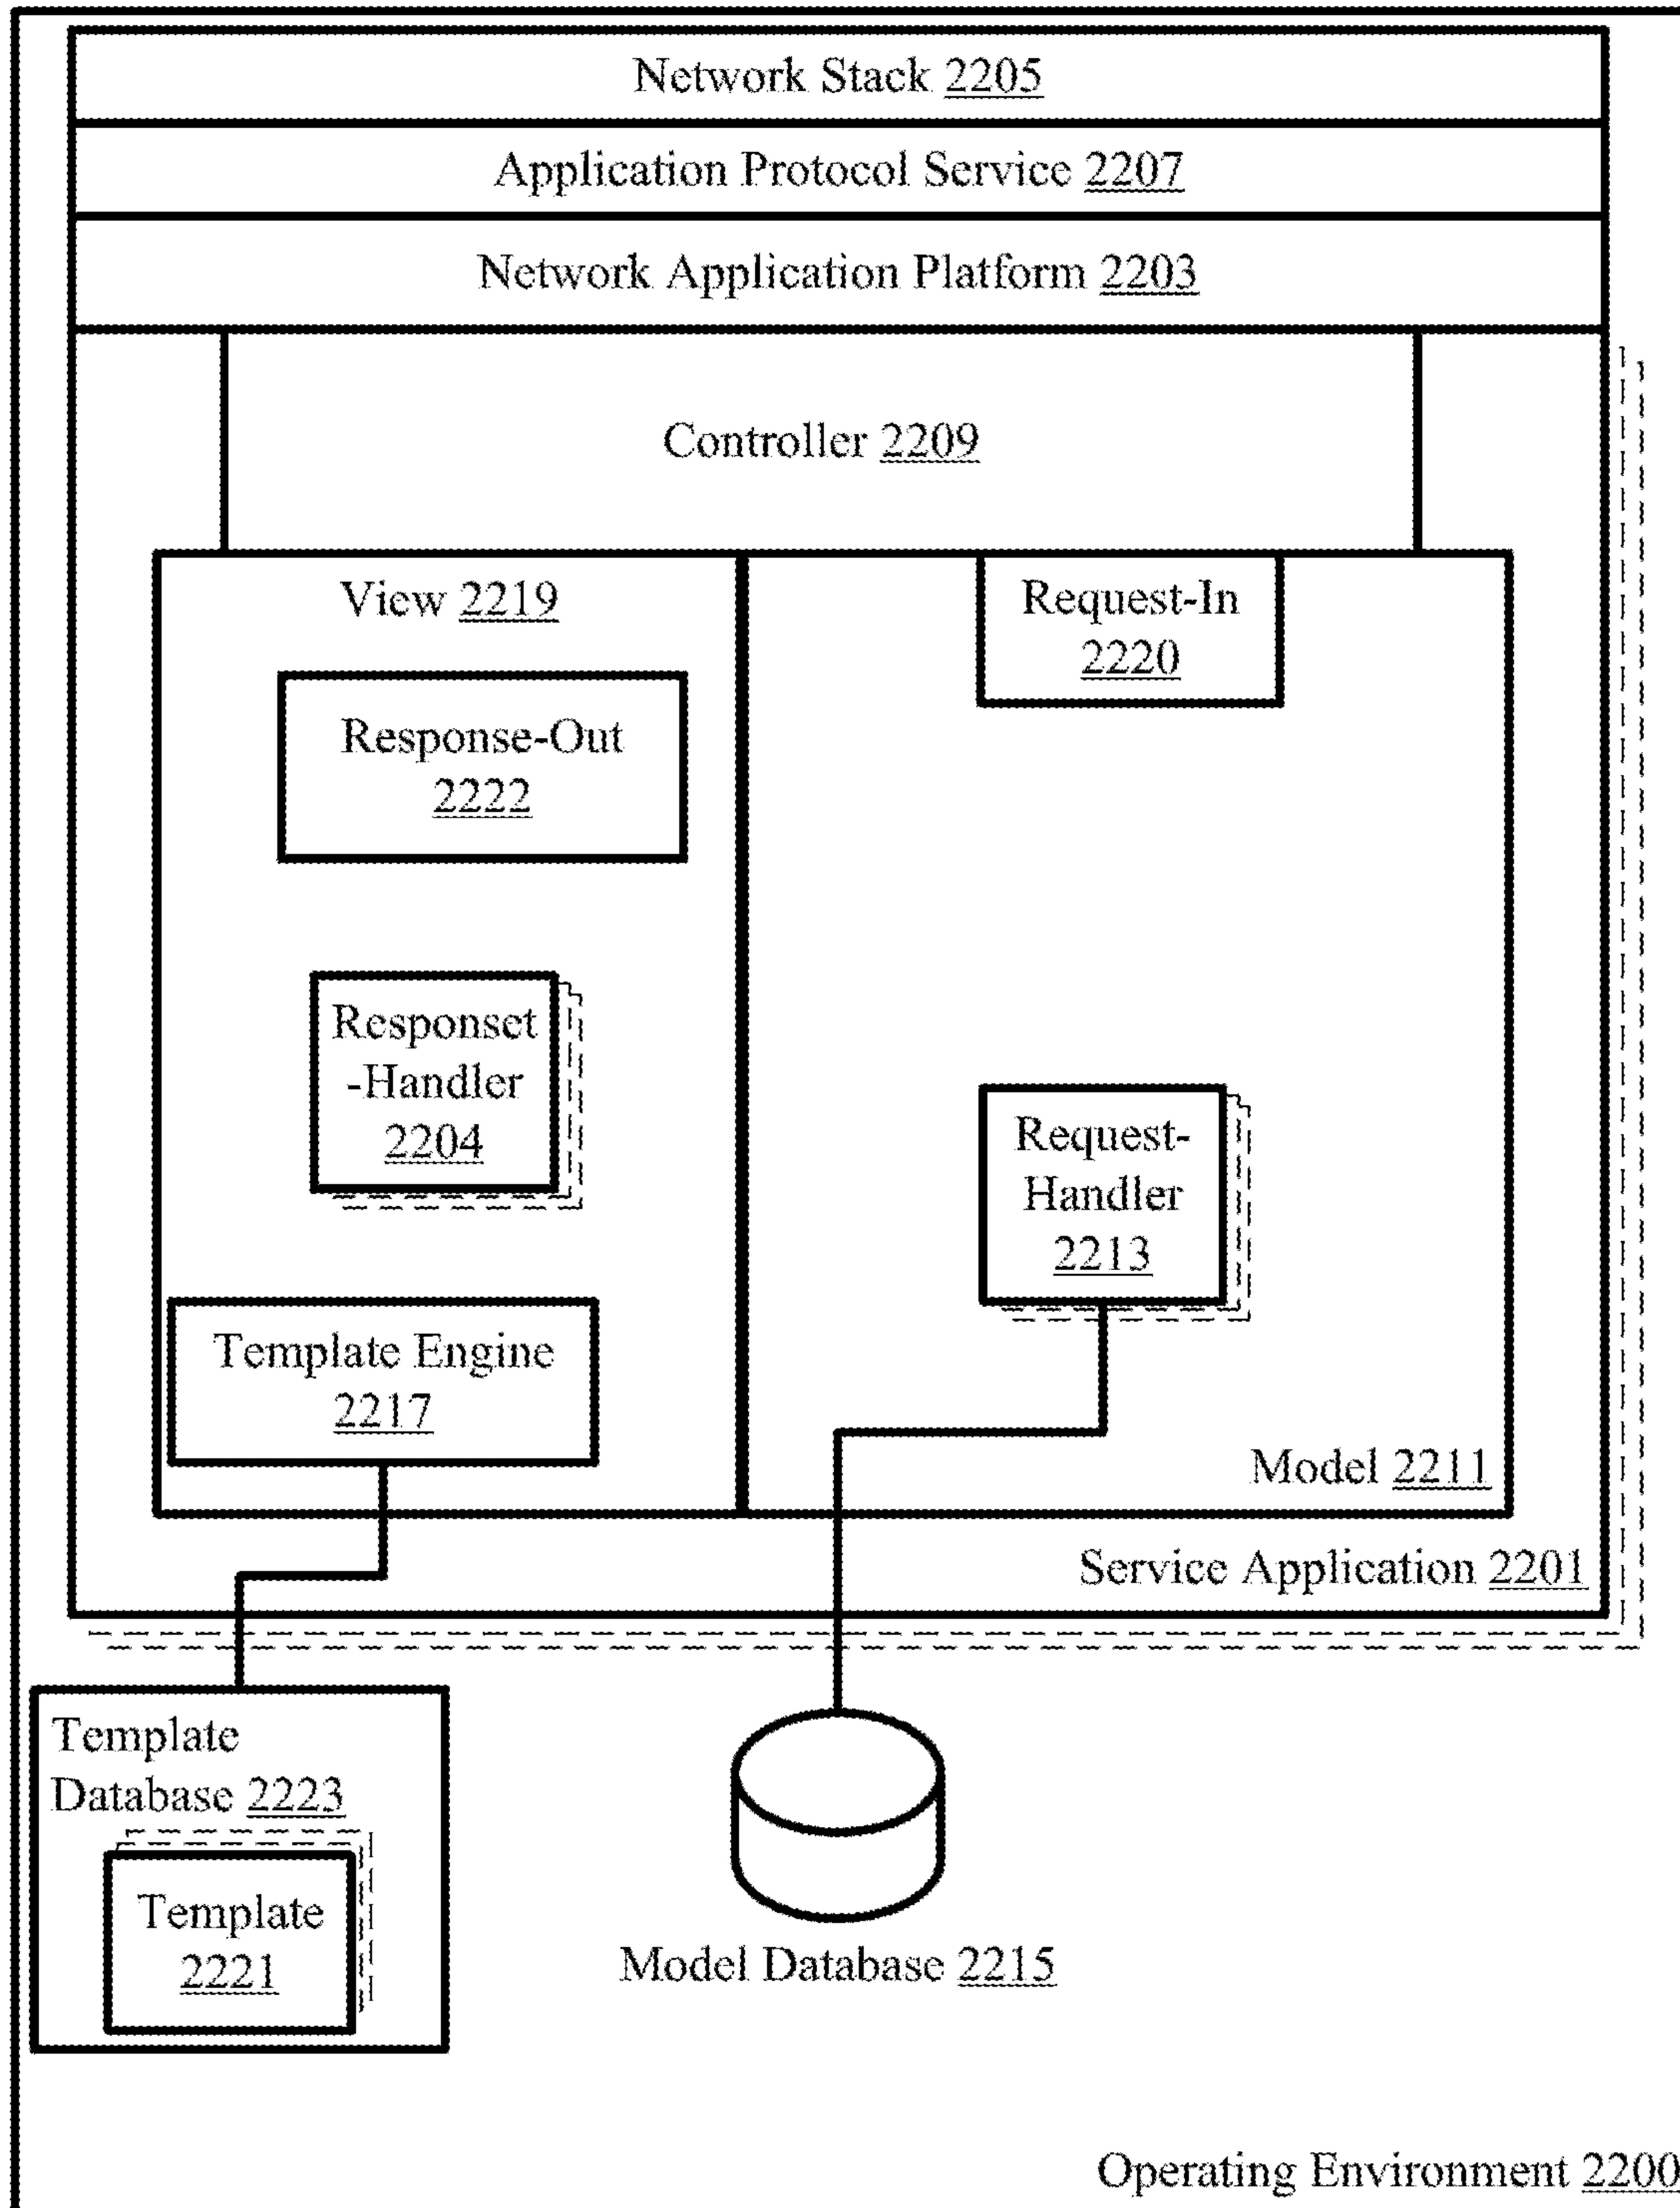 Network Stack 2205
Application Protocol Service 2207
Network Application Platform 2203
Controller 2209
View 2219
Response-Out
2222
Responset
-Handler
2204
Template Engine
2217
Request-In
2220
Request-
Handler
2213
Model 2211
Service Application 2201
Template
Database 2223
Template
2221
Model Database 2215
Operating Environment 2200